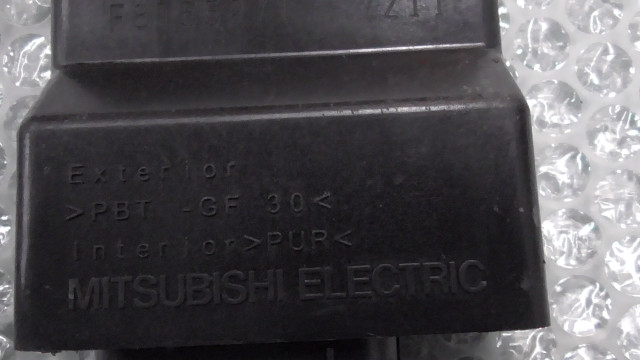 Exterior
>PBT -GF 30<
Interior>PUR<
MITSUBISHI ELECTRIC